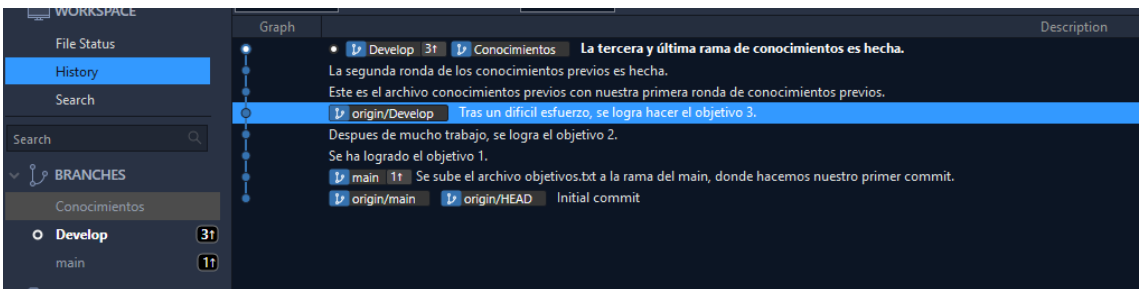 WORKSPACE
File Status
History
Search
Search
BRANCHES
Conocimientos
Develop 3↑
main 1↑
Graph Description
Develop 3↑ Conocimientos La tercera y última rama de conocimientos es hecha.
La segunda ronda de los conocimientos previos es hecha.
Este es el archivo conocimientos previos con nuestra primera ronda de conocimientos previos.
origin/Develop Tras un dificil esfuerzo, se logra hacer el objetivo 3.
Despues de mucho trabajo, se logra el objetivo 2.
Se ha logrado el objetivo 1.
main 1↑ Se sube el archivo objetivos.txt a la rama del main, donde hacemos nuestro primer commit.
origin/main origin/HEAD Initial commit